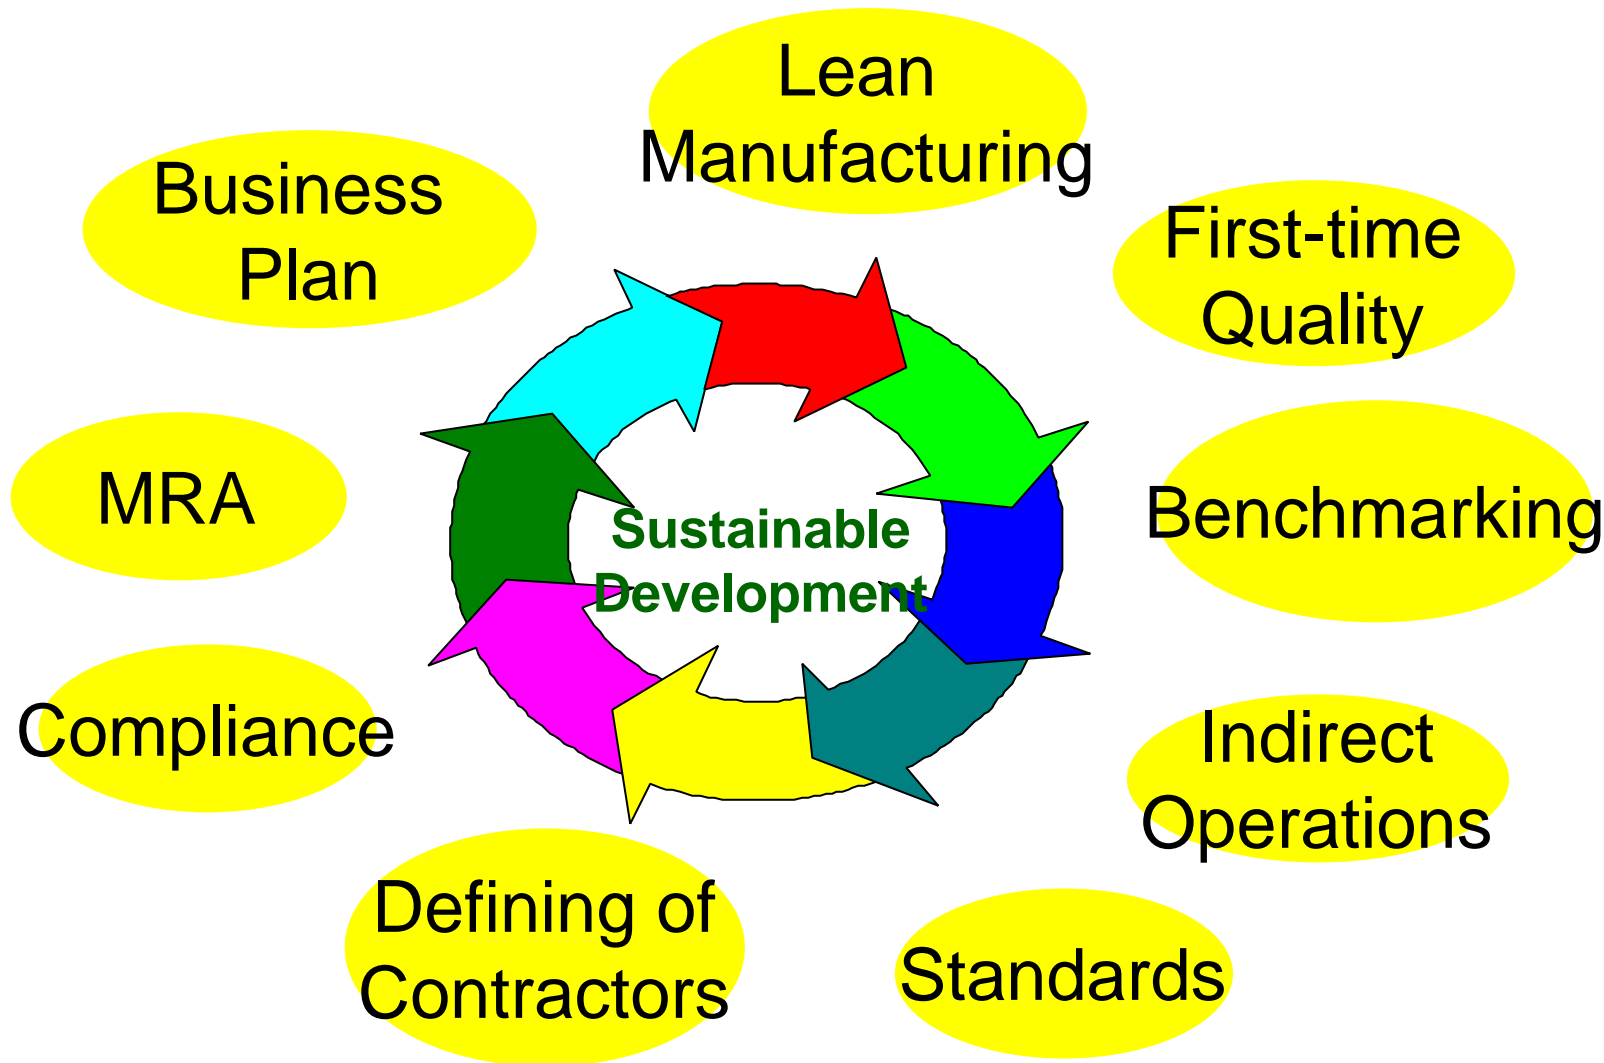 Lean
Manufacturing
Business
Plan
First-time
Quality
MRA
Benchmarking
Sustainable
Development
Compliance
Indirect
Operations
Defining of
Contractors
Standards